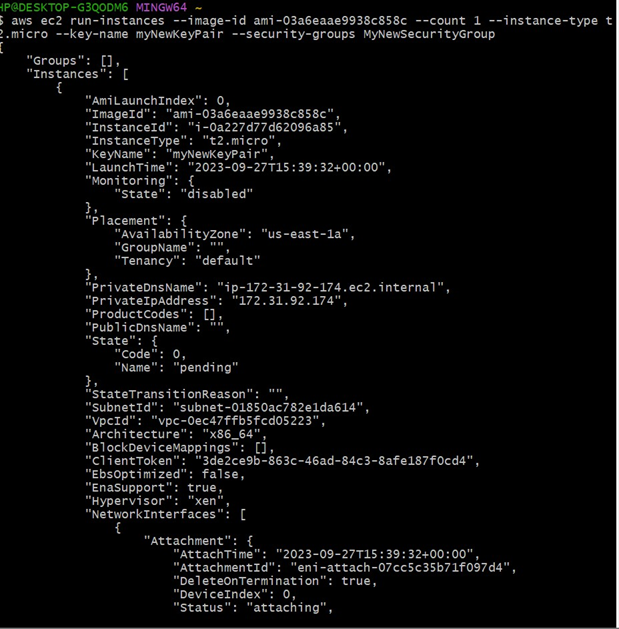 HP@DESKTOP-G3QODM6 MINGW64 ~
$ aws ec2 run-instances --image-id ami-03a6eaae9938c858c --count 1 --instance-type t
2.micro --key-name myNewKeyPair --security-groups MyNewSecurityGroup
{
    "Groups": [],
    "Instances": [
        {
            "AmiLaunchIndex": 0,
            "ImageId": "ami-03a6eaae9938c858c",
            "InstanceId": "i-0a227d77d62096a85",
            "InstanceType": "t2.micro",
            "KeyName": "myNewKeyPair",
            "LaunchTime": "2023-09-27T15:39:32+00:00",
            "Monitoring": {
                "State": "disabled"
            },
            "Placement": {
                "AvailabilityZone": "us-east-1a",
                "GroupName": "",
                "Tenancy": "default"
            },
            "PrivateDnsName": "ip-172-31-92-174.ec2.internal",
            "PrivateIpAddress": "172.31.92.174",
            "ProductCodes": [],
            "PublicDnsName": "",
            "State": {
                "Code": 0,
                "Name": "pending"
            },
            "StateTransitionReason": "",
            "SubnetId": "subnet-01850ac782e1da614",
            "VpcId": "vpc-0ec47ffb5fcd05223",
            "Architecture": "x86_64",
            "BlockDeviceMappings": [],
            "ClientToken": "3de2ce9b-863c-46ad-84c3-8afe187f0cd4",
            "EbsOptimized": false,
            "EnaSupport": true,
            "Hypervisor": "xen",
            "NetworkInterfaces": [
                {
                    "Attachment": {
                        "AttachTime": "2023-09-27T15:39:32+00:00",
                        "AttachmentId": "eni-attach-07cc5c35b71f097d4",
                        "DeleteOnTermination": true,
                        "DeviceIndex": 0,
                        "Status": "attaching",